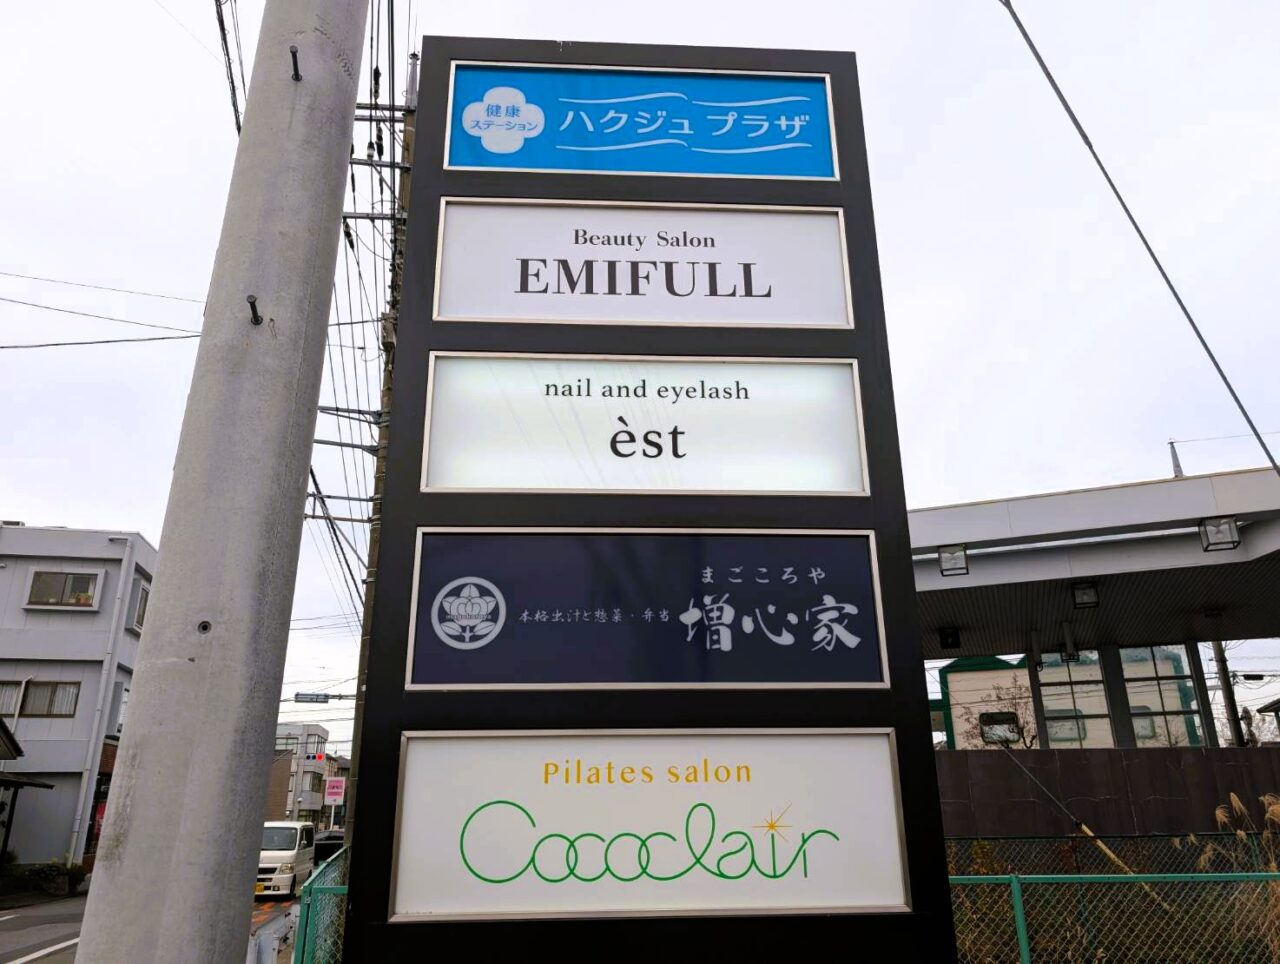 健康
ステーション
ハクジュ プラザ
Beauty Salon
EMIFULL
nail and eyelash
èst
まごころや
本格出汁と惣菜・弁当
増心家
Pilates salon
Cococlair